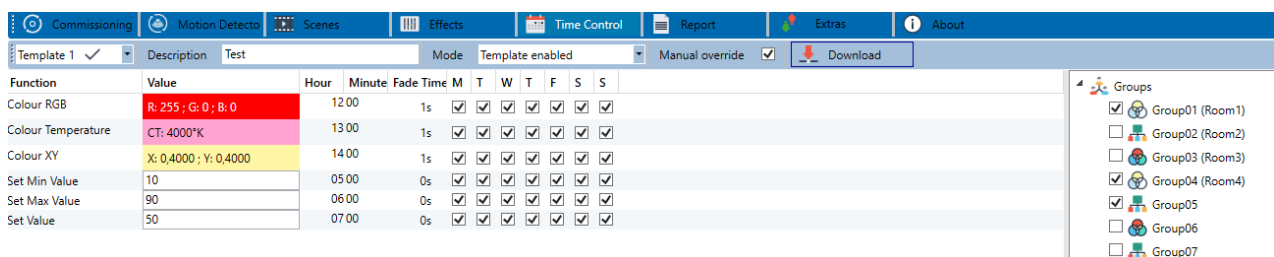 Commissioning Motion Detecto Scenes Effects Time Control Report Extras About
Template 1 Description Test Mode Template enabled Manual override Download
Function Value Hour Minute Fade Time M T W T F S S
Colour RGB R: 255 ; G: 0 ; B: 0 12 00 1s
Colour Temperature CT: 4000°K 13 00 1s
Colour XY X: 0,4000 ; Y: 0,4000 14 00 1s
Set Min Value 10 05 00 0s
Set Max Value 90 06 00 0s
Set Value 50 07 00 0s
Groups
Group01 (Room1)
Group02 (Room2)
Group03 (Room3)
Group04 (Room4)
Group05
Group06
Group07